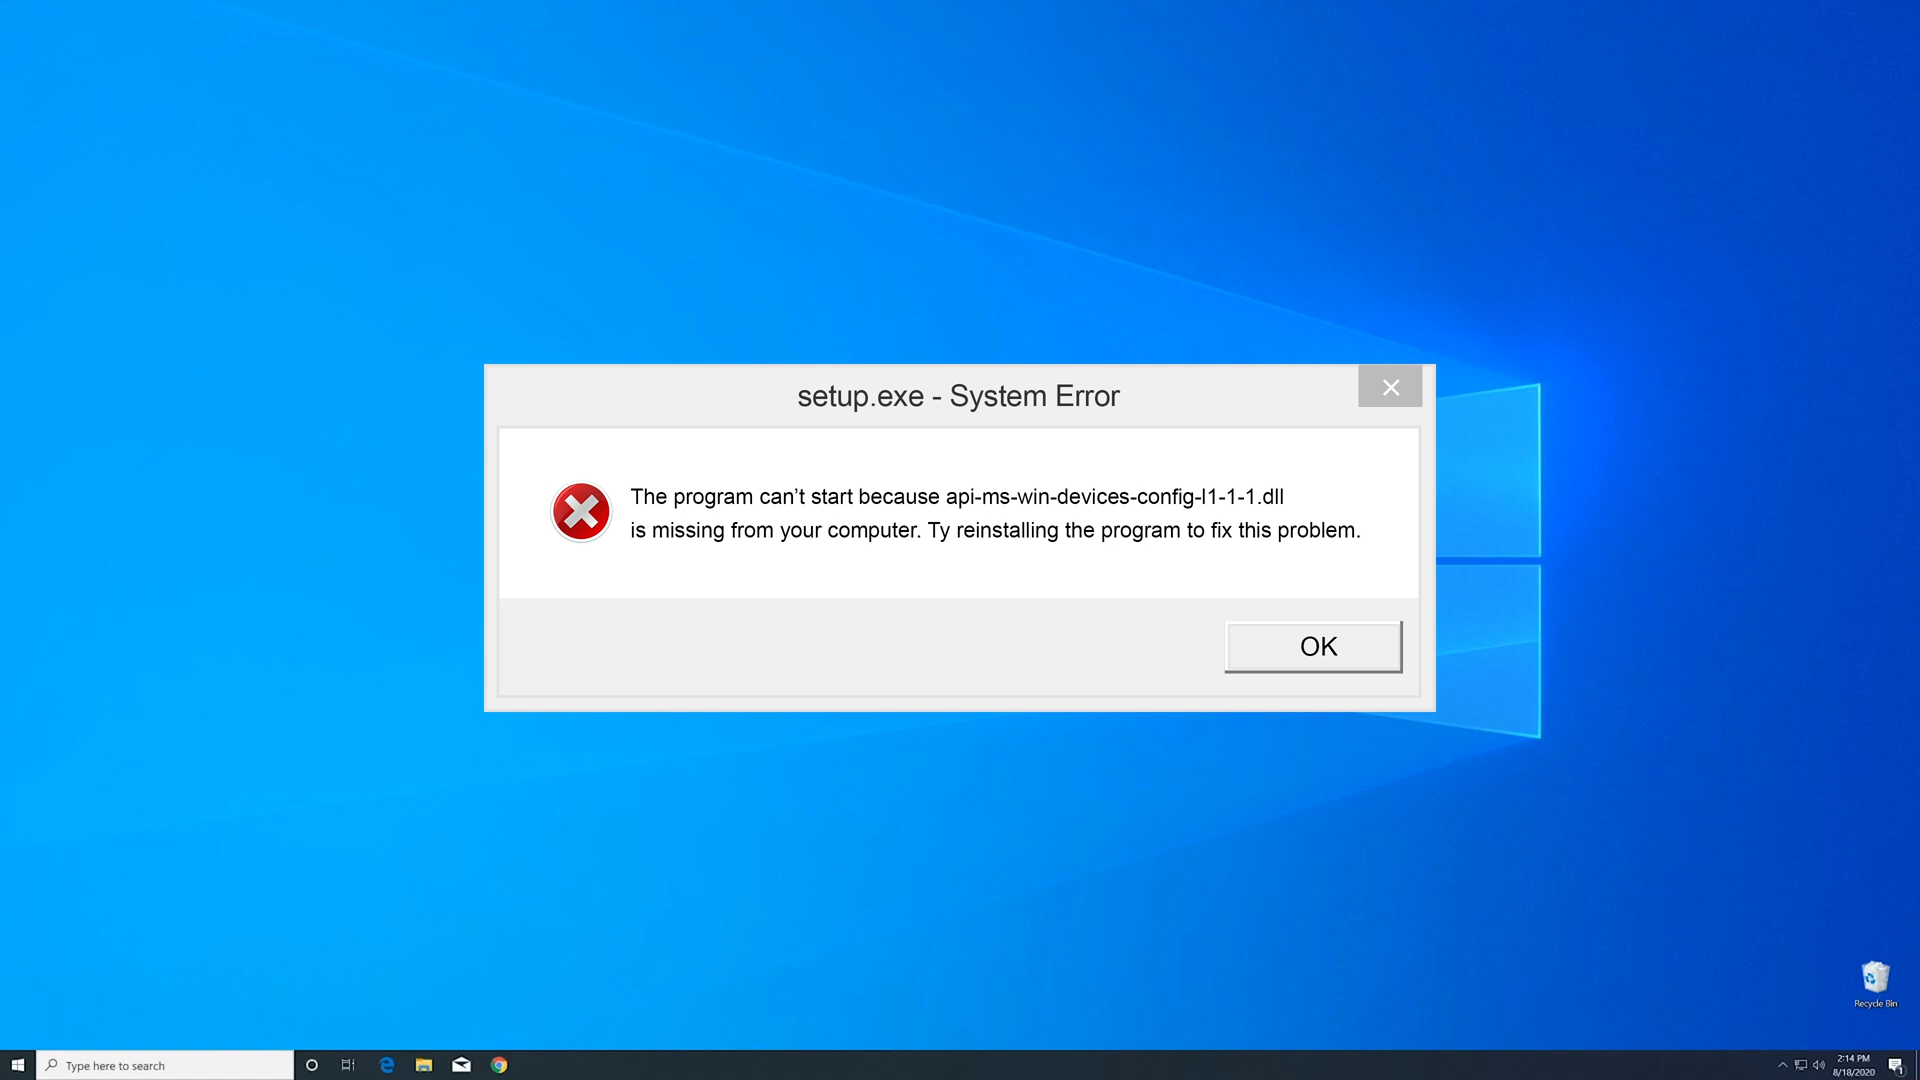 setup.exe - System Error
The program can’t start because api-ms-win-devices-config-l1-1-1.dll
is missing from your computer. Ty reinstalling the program to fix this problem.
OK
Recycle Bin
Type here to search
2:14 PM
8/18/2020
1